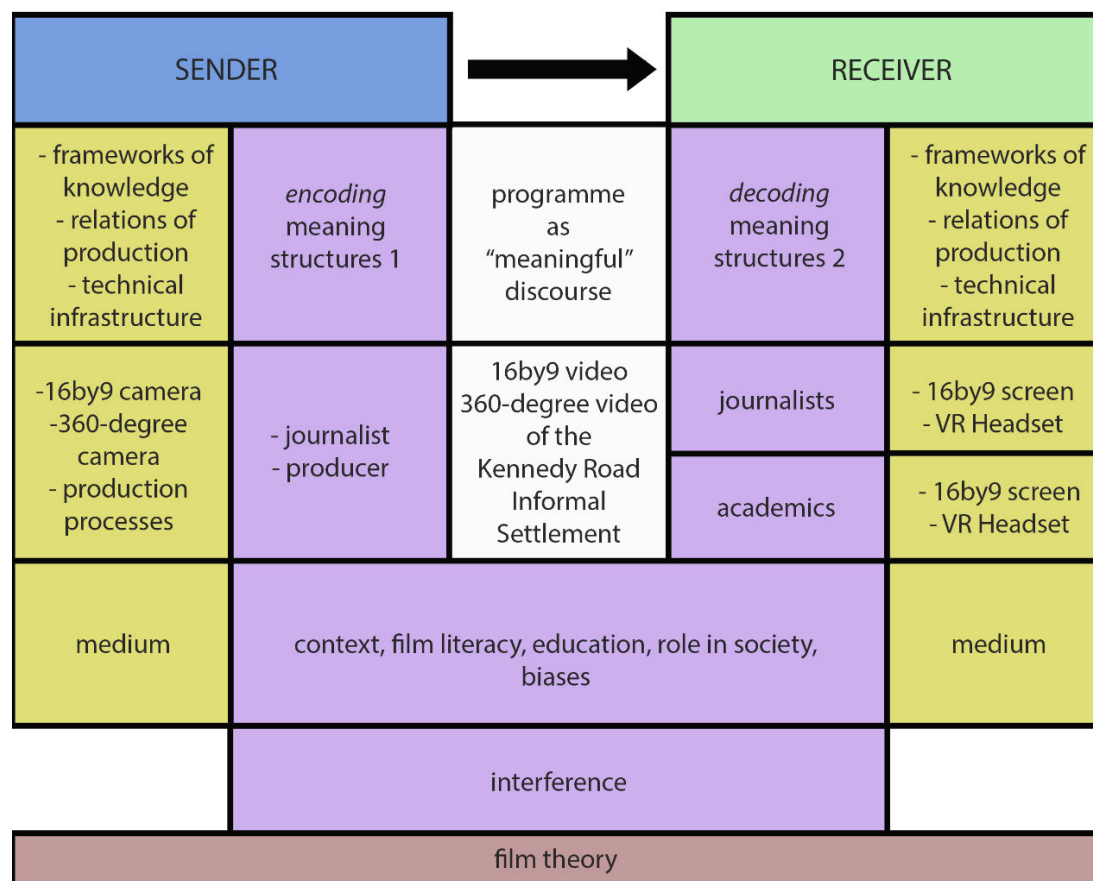 SENDER
RECEIVER
- frameworks of
knowledge
- relations of
production
- technical
infrastructure
encoding
meaning
structures 1
programme
as
“meaningful”
discourse
decoding
meaning
structures 2
- frameworks of
knowledge
- relations of
production
- technical
infrastructure
-16by9 camera
-360-degree
camera
- production
processes
- journalist
- producer
16by9 video
360-degree video
of the
Kennedy Road
Informal
Settlement
journalists
- 16by9 screen
- VR Headset
academics
- 16by9 screen
- VR Headset
medium
context, film literacy, education, role in society,
biases
medium
interference
film theory